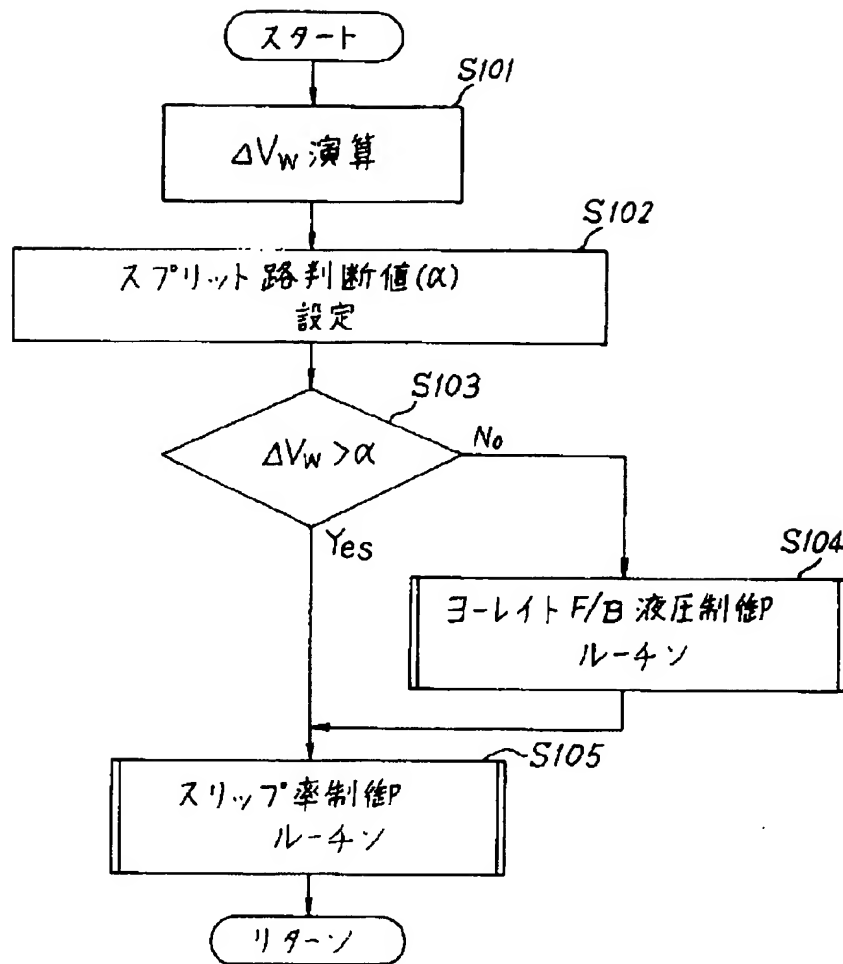 スタート
S101
ΔVw 演算
S102
スプリット路判断値(α)
設定
S103
ΔVw>α
No
Yes
S104
ヨーレイト F/B 液圧制御
ルーチン
S105
スリップ率制御
ルーチン
リターン